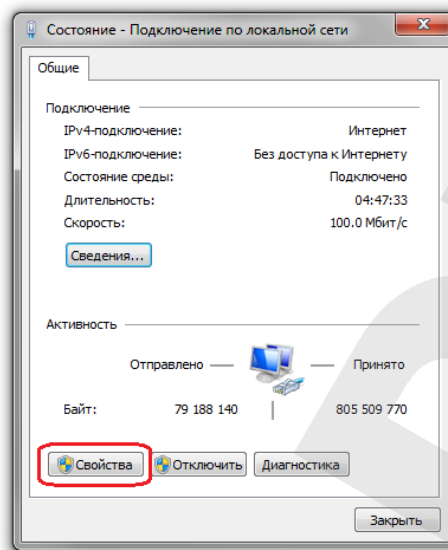 Состояние - Подключение по локальной сети
Общие
Подключение
IPv4-подключение: Интернет
IPv6-подключение: Без доступа к Интернету
Состояние среды: Подключено
Длительность: 04:47:33
Скорость: 100.0 Мбит/с
Сведения...
Активность
Отправлено — — Принято
Байт: 79 188 140 | 805 509 770
Свойства Отключить Диагностика
Закрыть